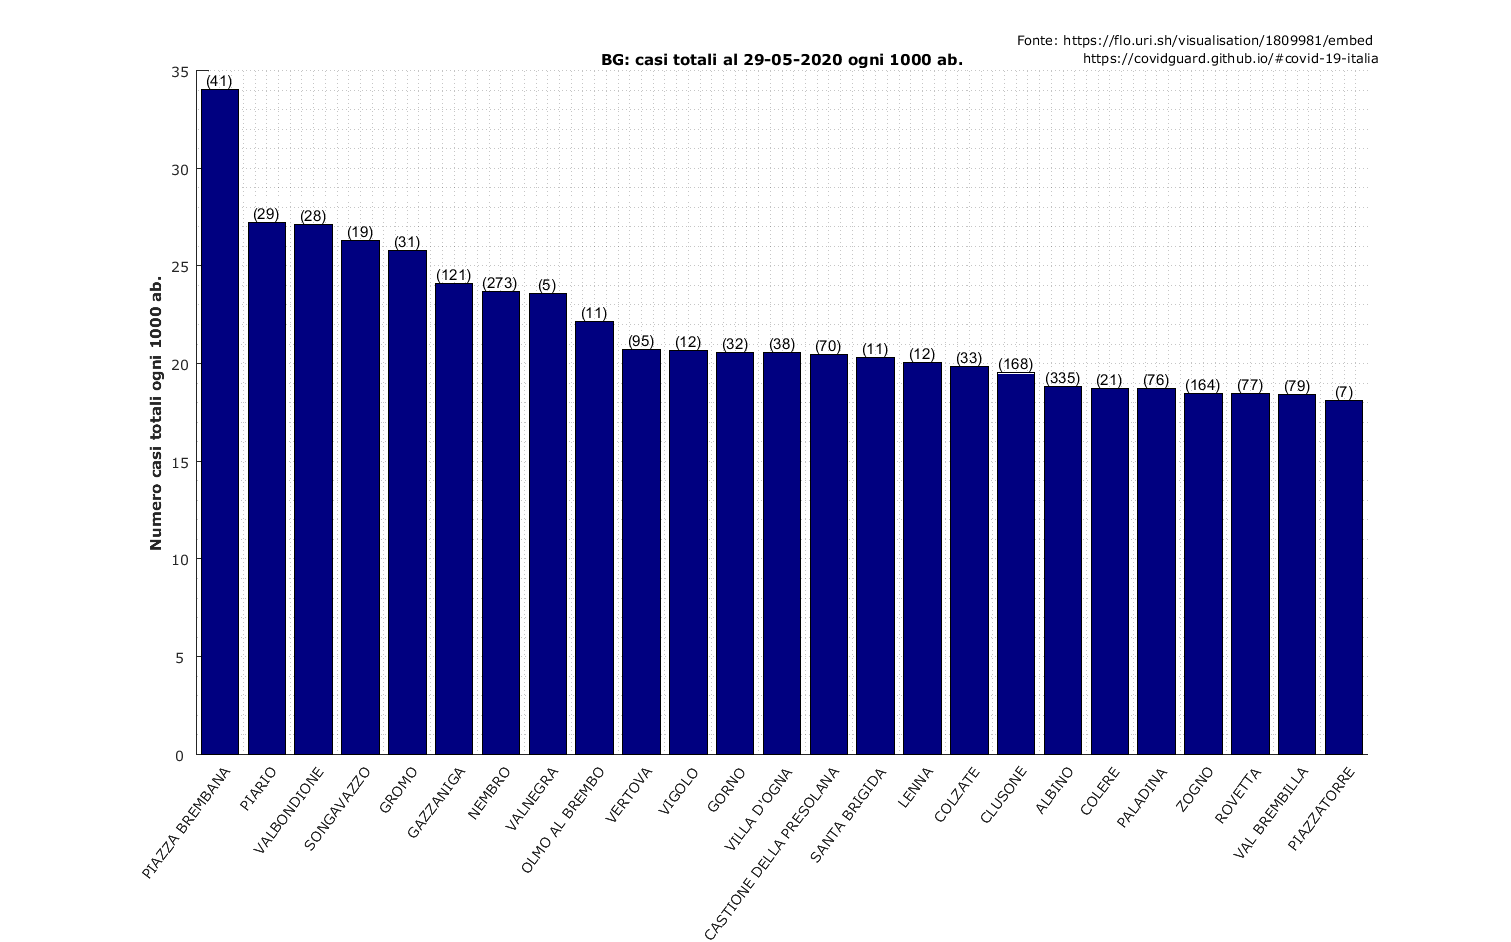 Fonte: https://flo.uri.sh/visualisation/1809981/embed
https://covidguard.github.io/#covid-19-italia
BG: casi totali al 29-05-2020 ogni 1000 ab.
Numero casi totali ogni 1000 ab.
35
30
25
20
15
10
5
0
(41)
(29)
(28)
(19)
(31)
(121)
(273)
(5)
(11)
(95)
(12)
(32)
(38)
(70)
(11)
(12)
(33)
(168)
(335)
(21)
(76)
(164)
(77)
(79)
(7)
PIAZZA BREMBANA
PIARIO
VALBONDIONE
SONGAVAZZO
GROMO
GAZZANIGA
NEMBRO
VALNEGRA
OLMO AL BREMBO
VERTOVA
VIGOLO
GORNO
VILLA D'OGNA
CASTIONE DELLA PRESOLANA
SANTA BRIGIDA
LENNA
COLZATE
CLUSONE
ALBINO
COLERE
PALADINA
ZOGNO
ROVETTA
VAL BREMBILLA
PIAZZATORRE